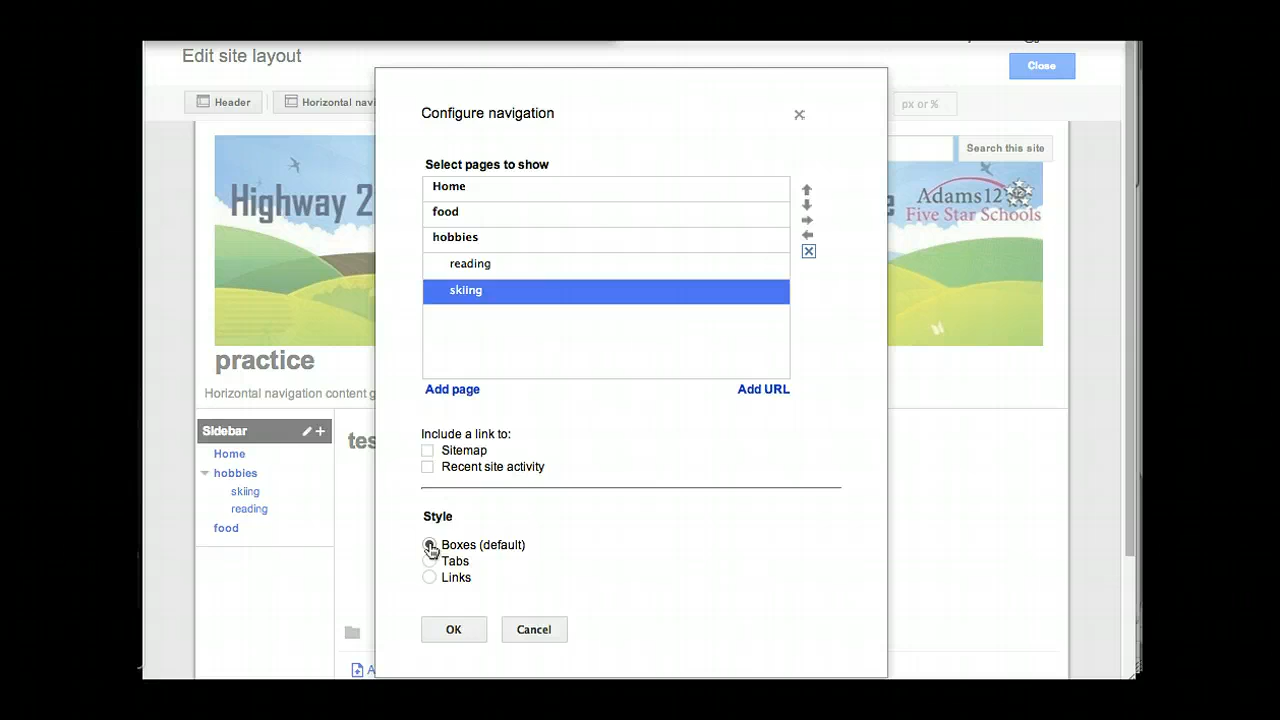 Edit site layout
Close
Header
Horizontal navi
px or %
Configure navigation
Search this site
Select pages to show
Home
food
hobbies
reading
skiing
Highway 2
Adams12
Five Star Schools
practice
Horizontal navigation content g
Add page
Add URL
Sidebar
Home
hobbies
skiing
reading
food
tes
Include a link to:
Sitemap
Recent site activity
Style
Boxes (default)
Tabs
Links
OK
Cancel
A